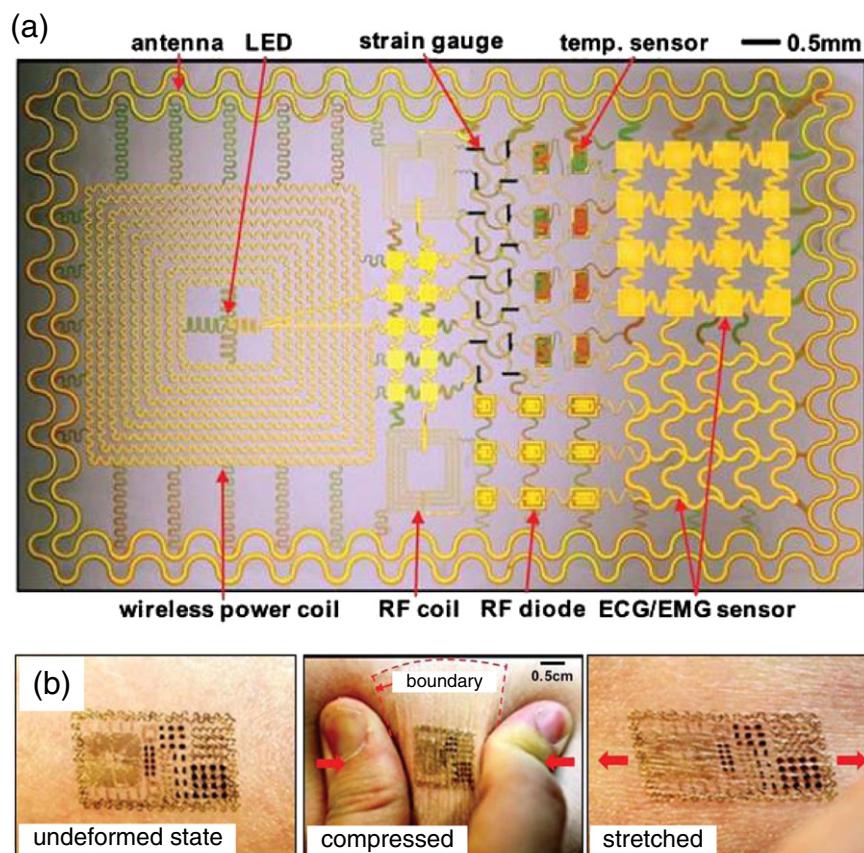 (a)
antenna LED strain gauge temp. sensor 0.5mm
wireless power coil RF coil RF diode ECG/EMG sensor
(b)
boundary
0.5cm
undeformed state compressed stretched